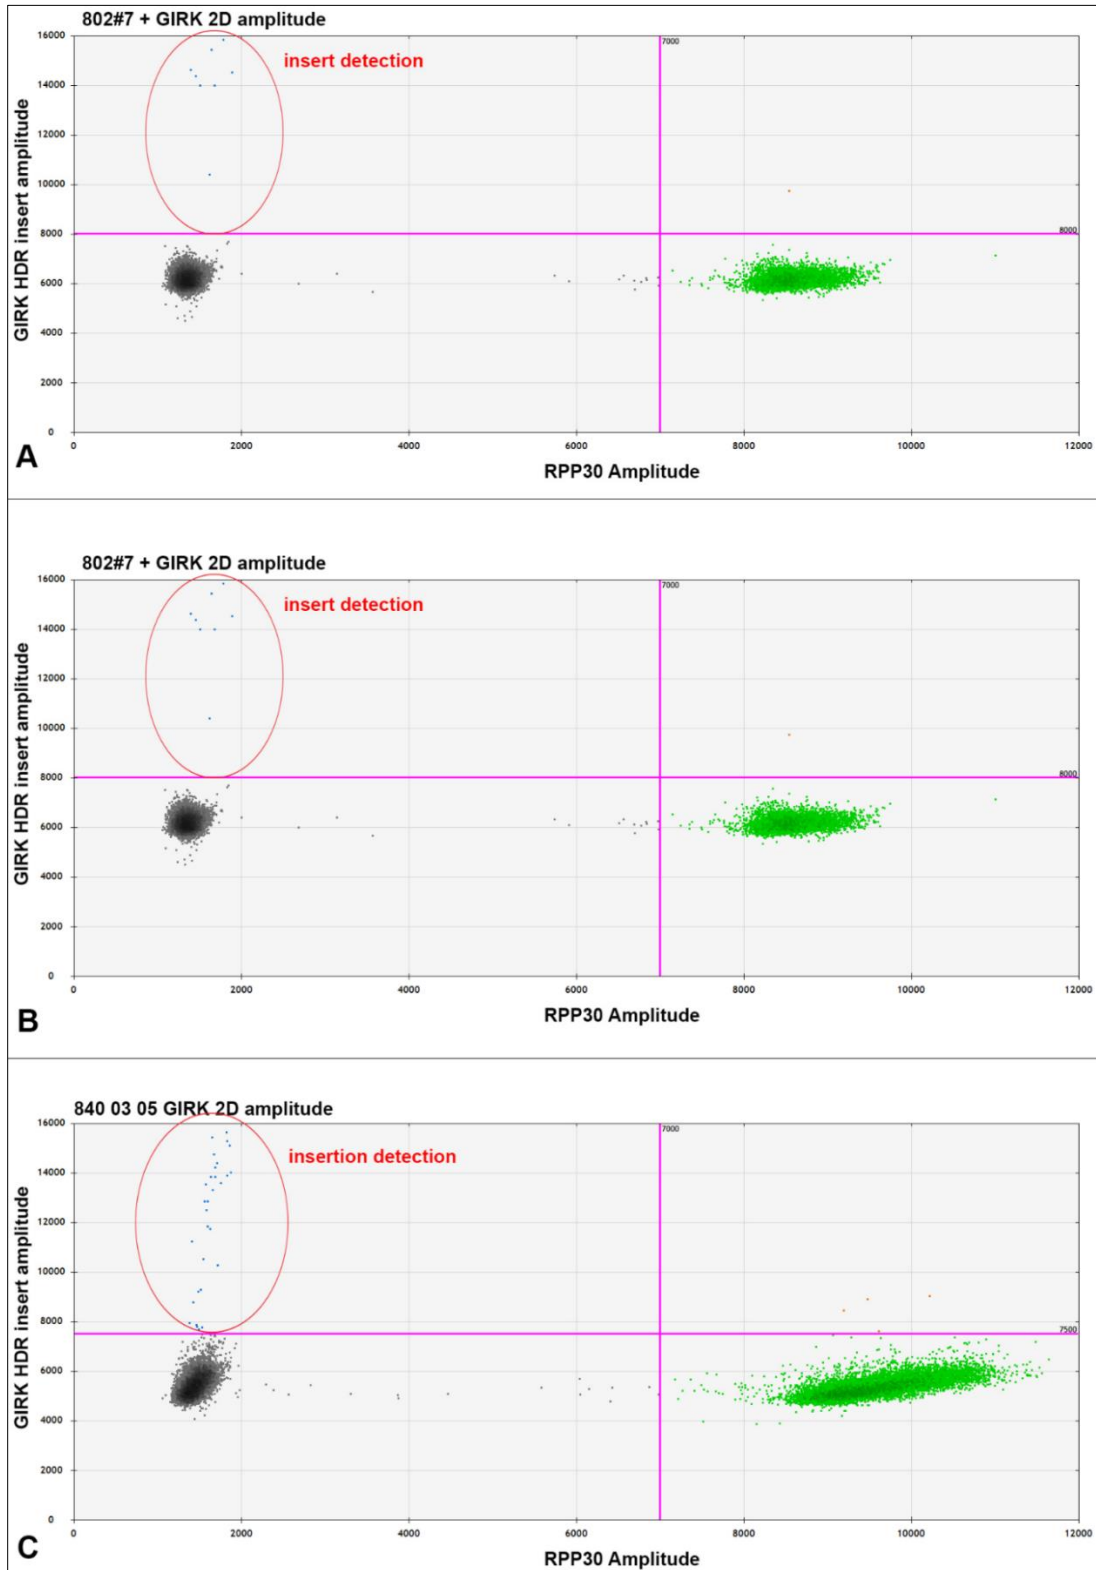 802#7 + GIRK 2D amplitude
16000
7000
insert detection
14000
12000
10000
8000
8000
6000
4000
2000
0
0 2000 4000 6000 8000 10000 12000
GIRK HDR insert amplitude
RPP30 Amplitude
A
802#7 + GIRK 2D amplitude
16000
7000
insert detection
14000
12000
10000
8000
8000
6000
4000
2000
0
0 2000 4000 6000 8000 10000 12000
GIRK HDR insert amplitude
RPP30 Amplitude
B
840 03 05 GIRK 2D amplitude
16000
7000
insertion detection
14000
12000
10000
8000
7500
6000
4000
2000
0
0 2000 4000 6000 8000 10000 12000
GIRK HDR insert amplitude
RPP30 Amplitude
C